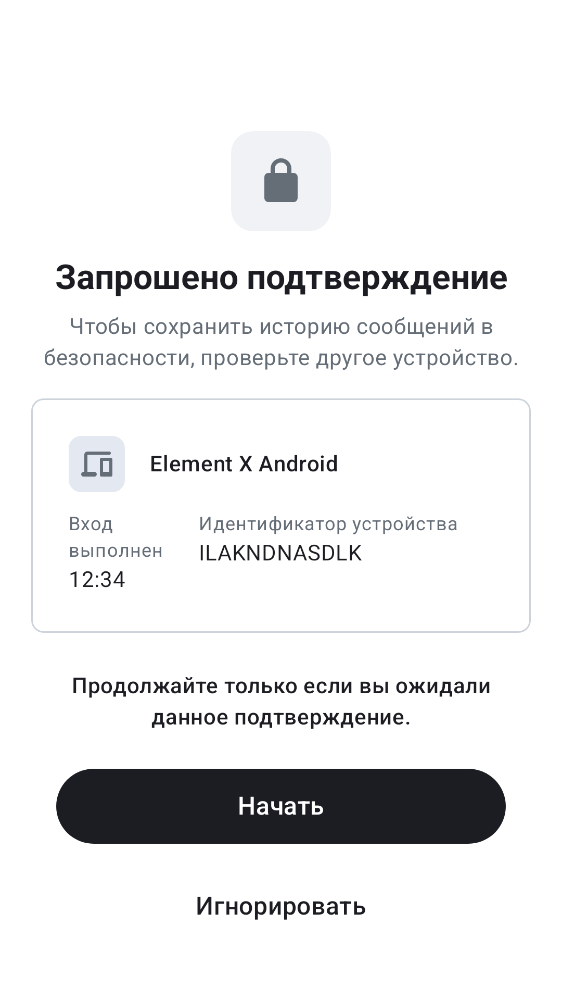 Запрошено подтверждение
Чтобы сохранить историю сообщений в
безопасности, проверьте другое устройство.
Element X Android
Вход
выполнен
12:34
Идентификатор устройства
ILAKNDNASDLK
Продолжайте только если вы ожидали
данное подтверждение.
Начать
Игнорировать